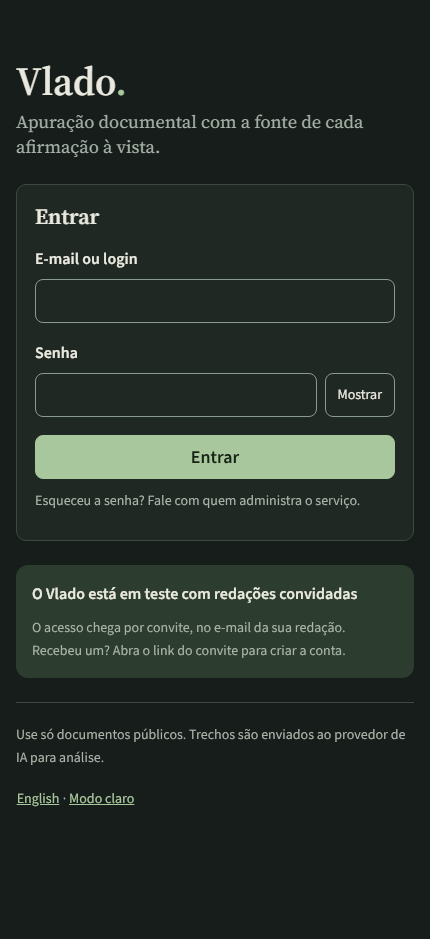 Vlado.
Apuração documental com a fonte de cada
afirmação à vista.
Entrar
E-mail ou login
Senha
Mostrar
Entrar
Esqueceu a senha? Fale com quem administra o serviço.
O Vlado está em teste com redações convidadas
O acesso chega por convite, no e-mail da sua redação.
Recebeu um? Abra o link do convite para criar a conta.
Use só documentos públicos. Trechos são enviados ao provedor de
IA para análise.
English · Modo claro